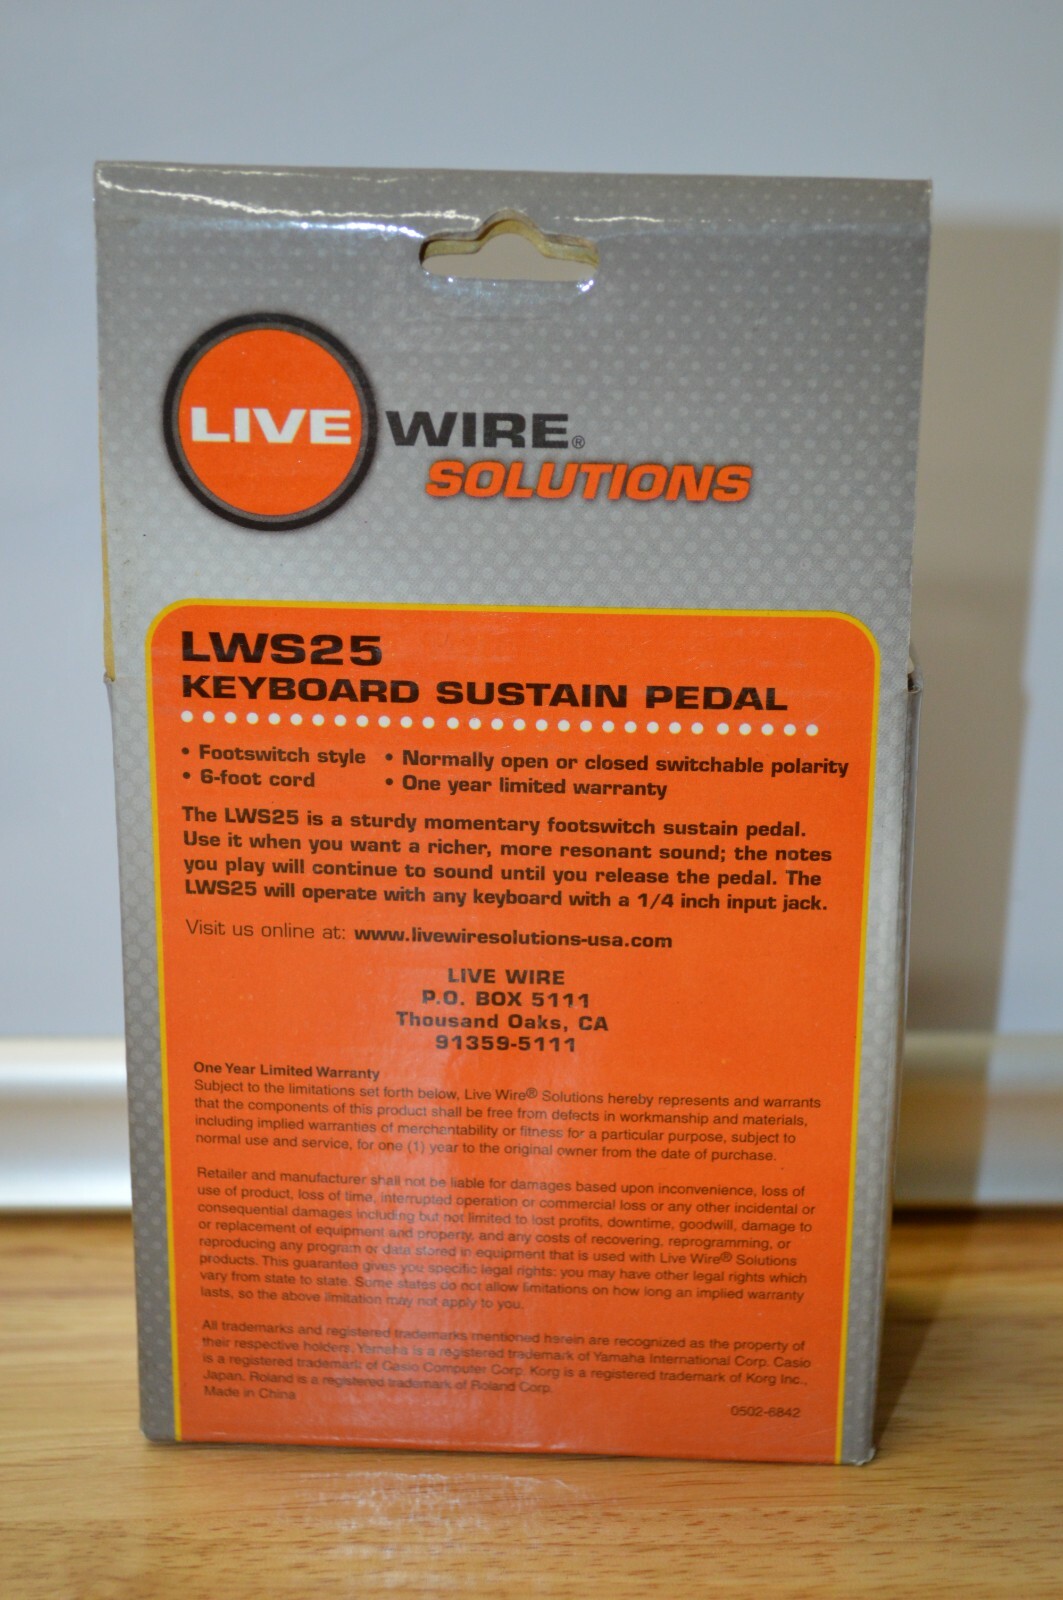 LIVE WIRE®
SOLUTIONS
LWS25
KEYBOARD SUSTAIN PEDAL
• Footswitch style • Normally open or closed switchable polarity
• 6-foot cord • One year limited warranty
The LWS25 is a sturdy momentary footswitch sustain pedal.
Use it when you want a richer, more resonant sound; the notes
you play will continue to sound until you release the pedal. The
LWS25 will operate with any keyboard with a 1/4 inch input jack.
Visit us online at: www.livewiresolutions-usa.com
LIVE WIRE
P.O. BOX 5111
Thousand Oaks, CA
91359-5111
One Year Limited Warranty
Subject to the limitations set forth below, Live Wire® Solutions hereby represents and warrants
that the components of this product shall be free from defects in workmanship and materials,
including implied warranties of merchentability or fitness for a particular purpose, subject to
normal use and service, for one (1) year to the original owner from the date of purchase.
Retailer and manufacturer shall not be liable for damages based upon inconvenience, loss of
use of product, loss of time, interrupted operation or commercial loss or any other incidental or
consequential damages including but not limited to lost profits, downtime, goodwill, damage to
or replacement of equipment and property, and any costs of recovering, reprogramming, or
reproducing any program or data stored in equipment that is used with Live Wire® Solutions
products. This guarantee gives you specific legal rights: you may have other legal rights which
vary from state to state. Some states do not allow limitations on how long an implied warranty
lasts, so the above limitation may not apply to you.
All trademarks and registered trademarks mentioned herein are recognized as the property of
their respective holders. Yamaha is a registered trademark of Yamaha International Corp. Casio
is a registered trademark of Casio Computer Corp. Korg is a registered trademark of Korg Inc.,
Japan. Roland is a registered trademark of Roland Corp.
Made in China
0502-6842